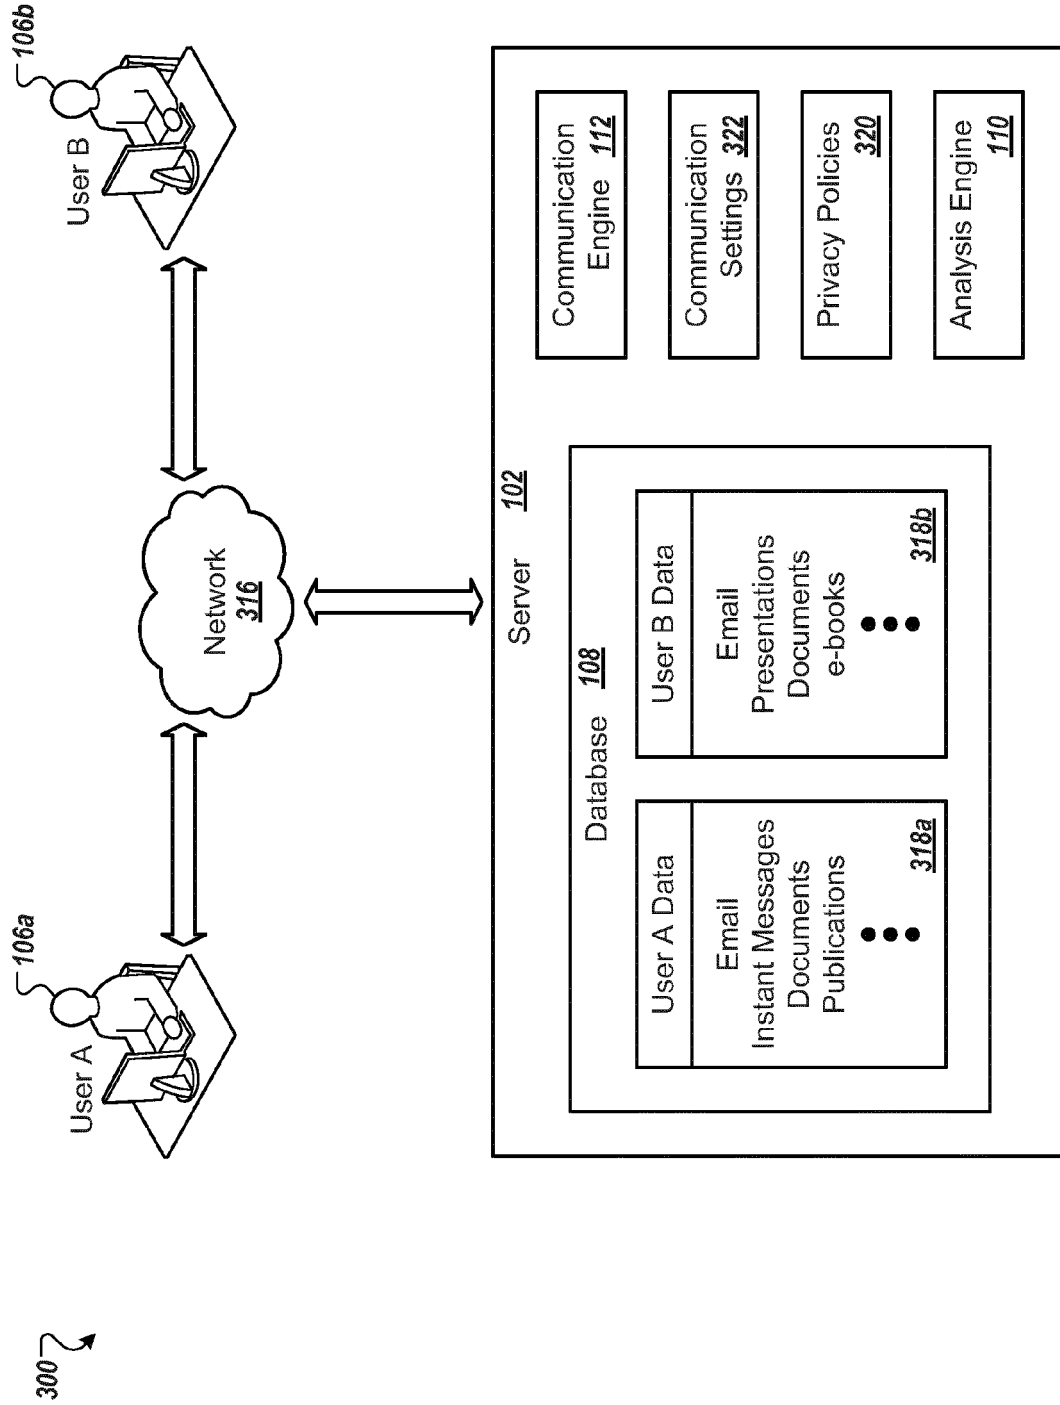 300
106a
User A
106b
User B
Network
316
Server 102
Database 108
User A Data
Email
Instant Messages
Documents
Publications
318a
User B Data
Email
Presentations
Documents
e-books
318b
Communication
Engine 112
Communication
Settings 322
Privacy Policies
320
Analysis Engine
110